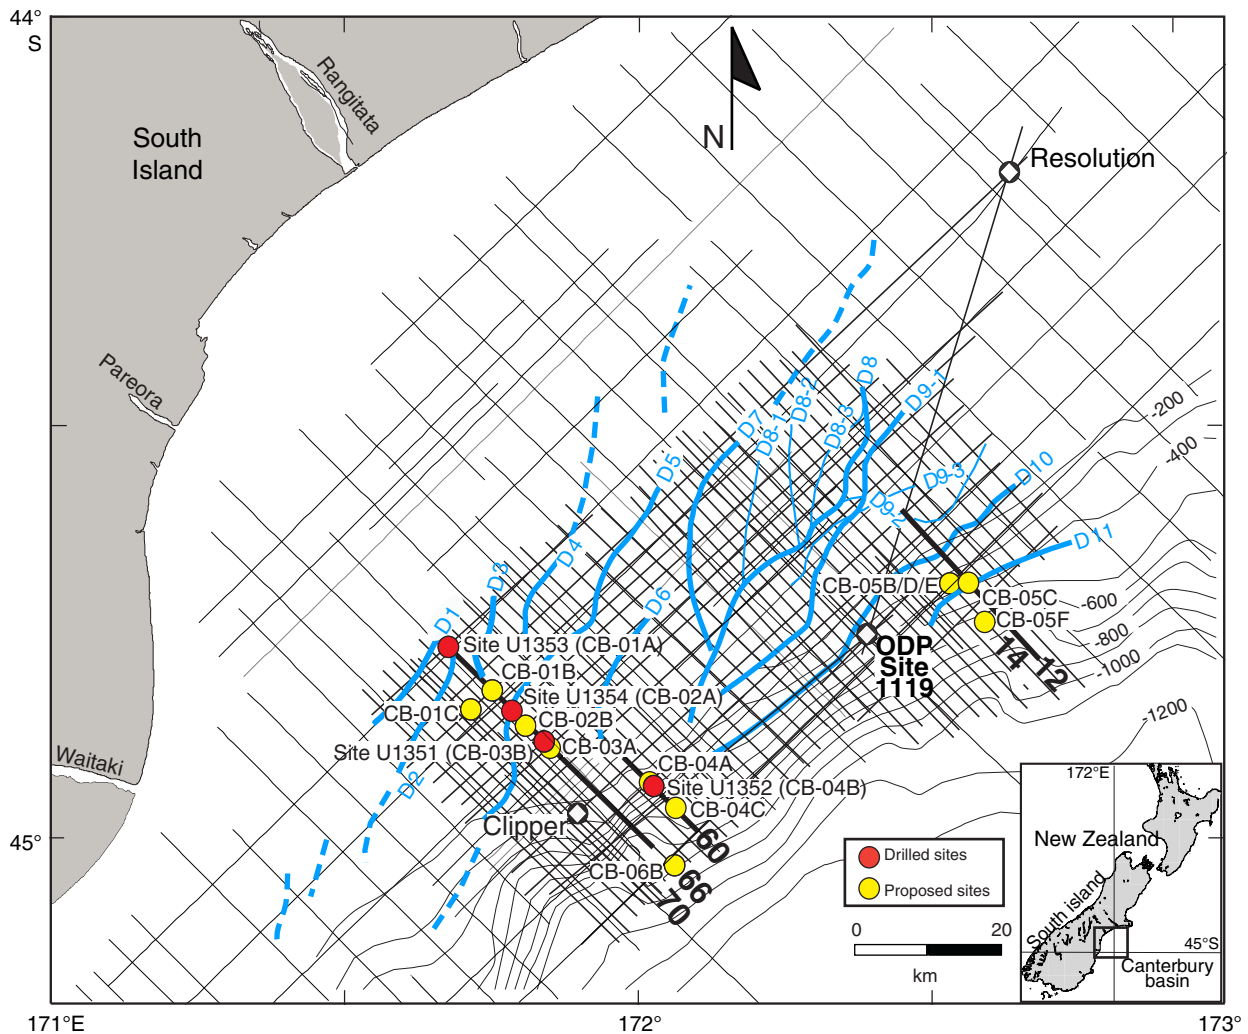 44°
S
Rangitata
South
Island
N
Resolution
Pareora
-200
-400
D8
D9-1
D8-2
D7
D8-1
D8-3
D5
D9-3
D10
D9-2
D11
D4
D3
D6
D1
CB-05B/D/E
CB-05C
-600
CB-05F
-800
-1000
14
12
ODP
Site
1119
Site U1353 (CB-01A)
CB-01B
Site U1354 (CB-02A)
CB-01C
CB-02B
Site U1351 (CB-03B)
CB-03A
-1200
Waitaki
D2
CB-04A
Site U1352 (CB-04B)
CB-04C
Clipper
60
CB-06B
66
70
45°
Drilled sites
Proposed sites
0
20
km
172°E
New Zealand
South island
45°S
Canterbury
basin
171°E
172°
173°